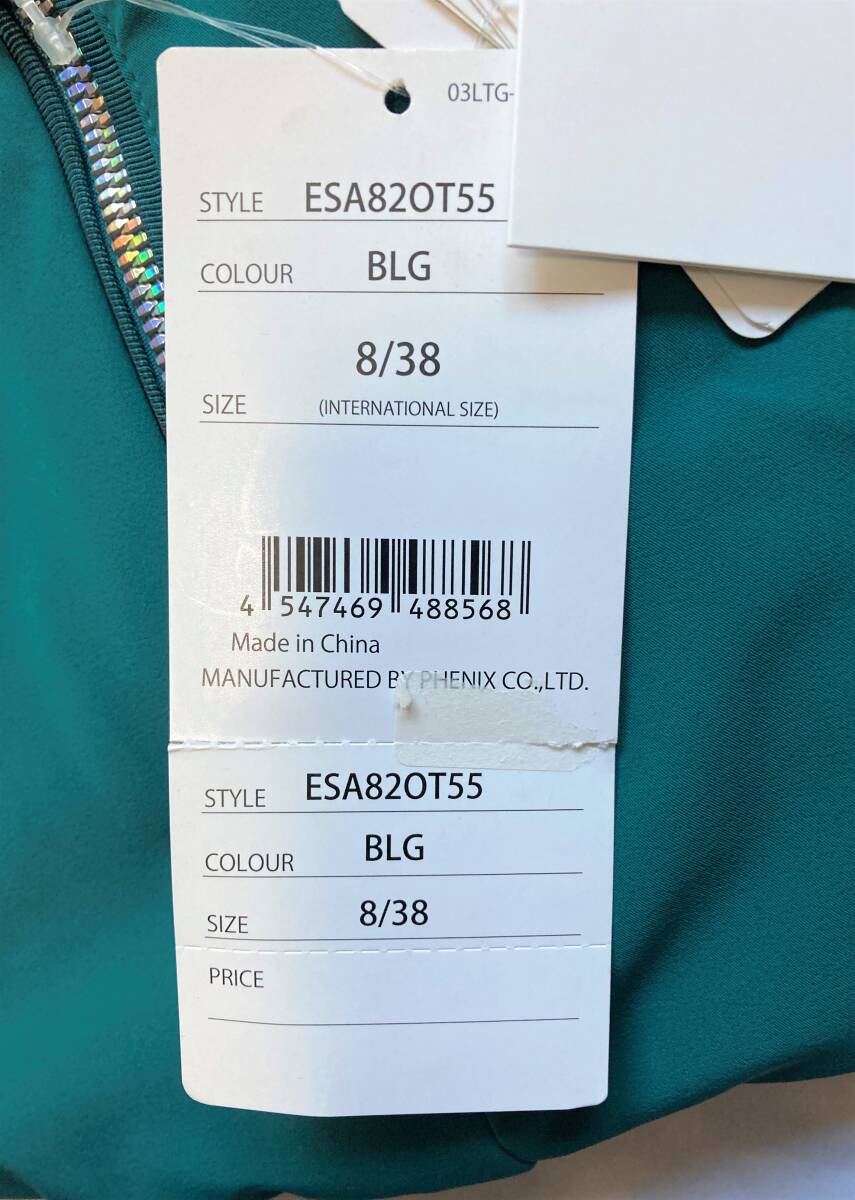 03LTG-
STYLE ESA82OT55
COLOUR BLG
8/38
SIZE (INTERNATIONAL SIZE)
4 547469 488568
Made in China
MANUFACTURED BY PHENIX CO.,LTD.
STYLE ESA82OT55
COLOUR BLG
SIZE 8/38
PRICE